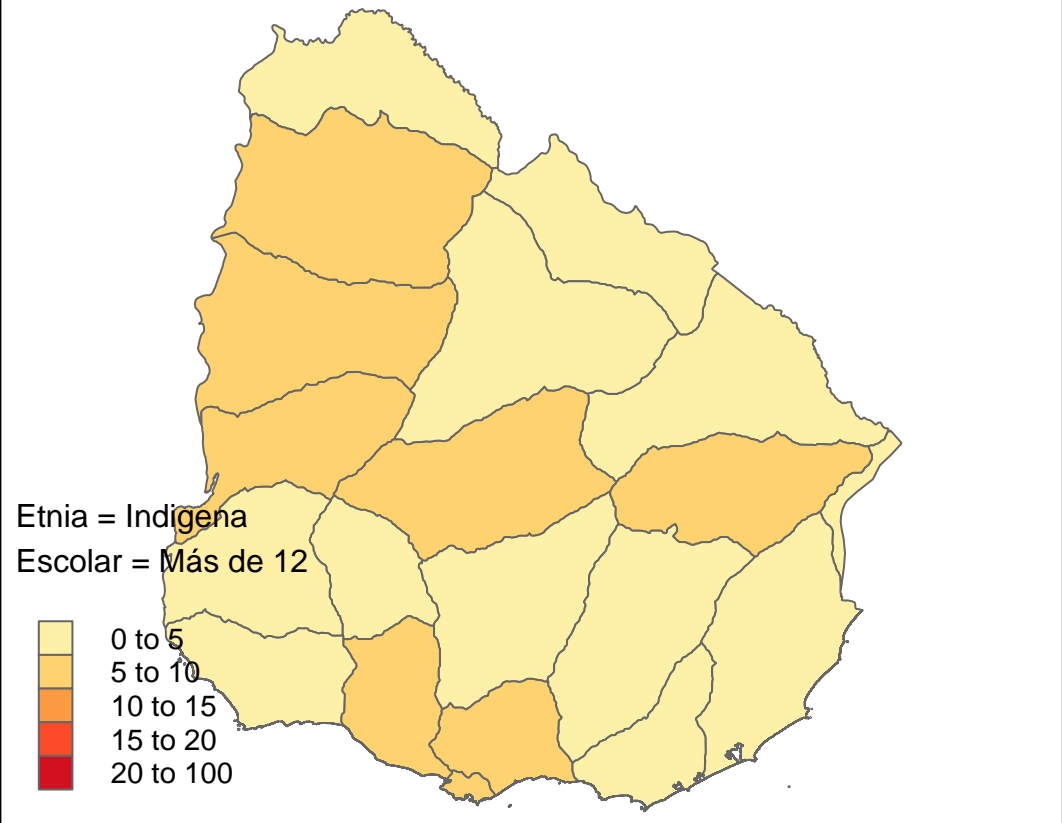 Etnia = Indigena
Escolar = Más de 12
0 to 5
5 to 10
10 to 15
15 to 20
20 to 100